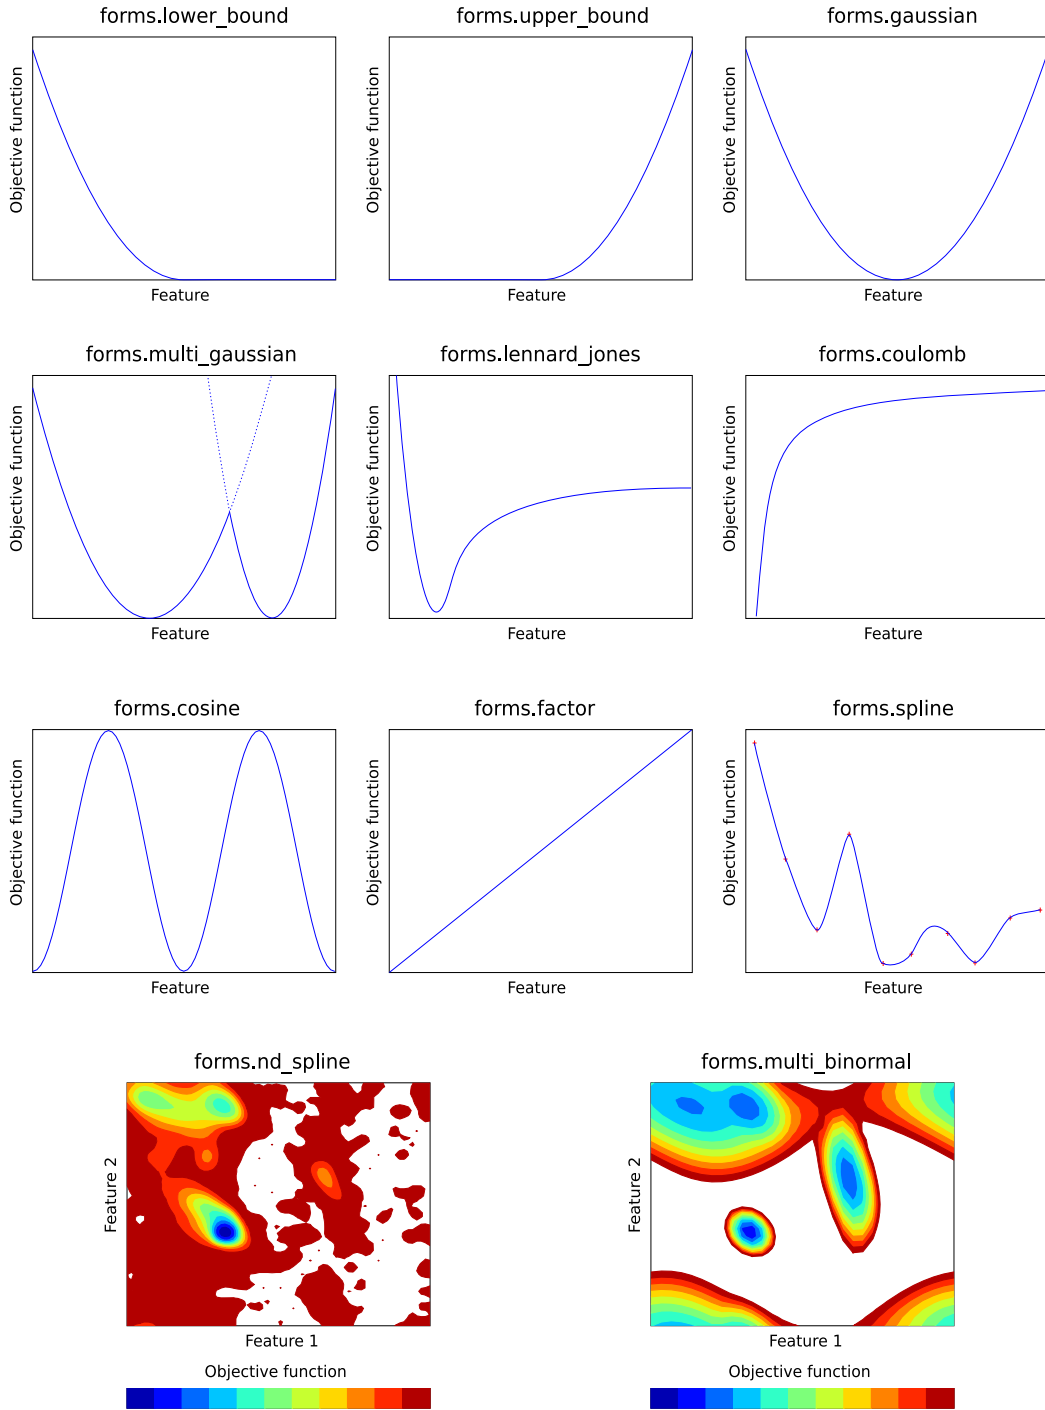 forms.lower_bound
Objective function
Feature
forms.upper_bound
Objective function
Feature
forms.gaussian
Objective function
Feature
forms.multi_gaussian
Objective function
Feature
forms.lennard_jones
Objective function
Feature
forms.coulomb
Objective function
Feature
forms.cosine
Objective function
Feature
forms.factor
Objective function
Feature
forms.spline
Objective function
Feature
forms.nd_spline
Feature 2
Feature 1
Objective function
forms.multi_binormal
Feature 2
Feature 1
Objective function